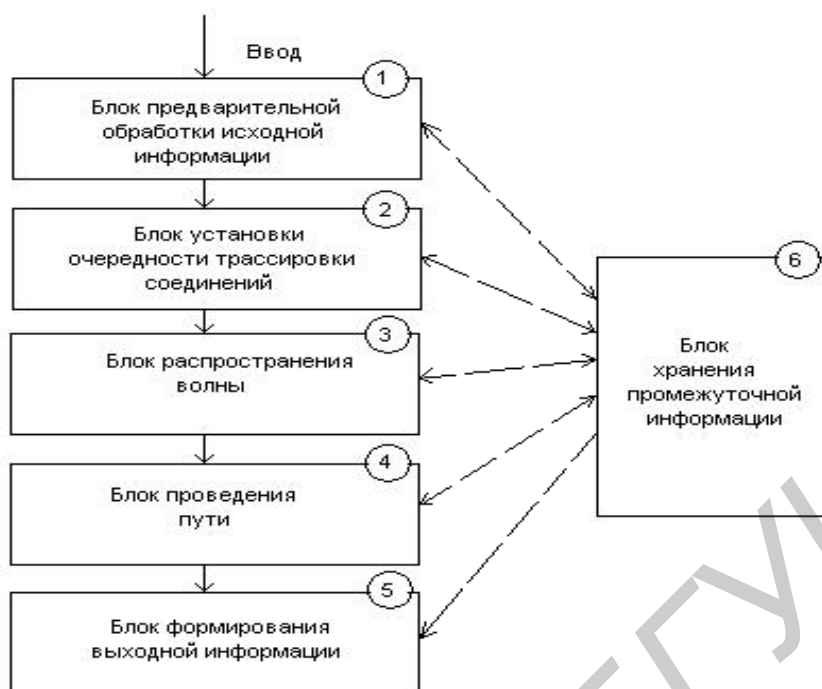 Ввод
1
Блок предварительной
обработки исходной
информации
2
Блок установки
очередности трассировки
соединений
3
Блок распространения
волны
4
Блок проведения
пути
5
Блок формирования
выходной информации
6
Блок
хранения
промежуточной
информации